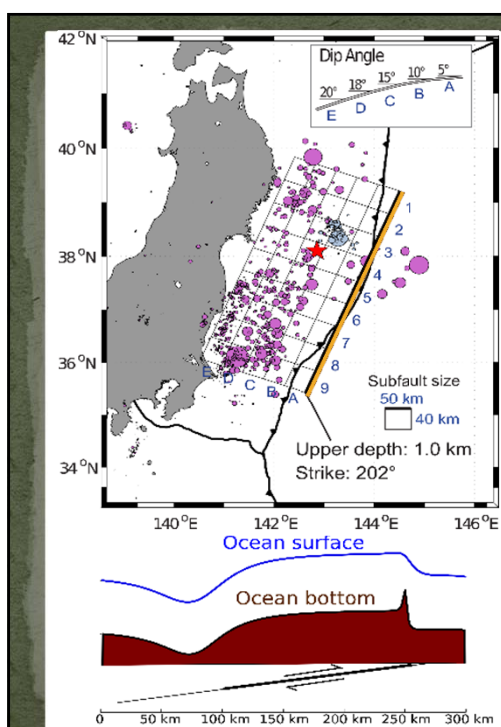 42°N
40°N
38°N
36°N
34°N
Dip Angle
20° 18° 15° 10° 5°
E D C B A
1
2
3
4
5
6
7
8
9
E D C B A
Subfault size
50 km
40 km
Upper depth: 1.0 km
Strike: 202°
140°E 142°E 144°E 146°E
Ocean surface
Ocean bottom
0 50 km 100 km 150 km 200 km 250 km 300 km